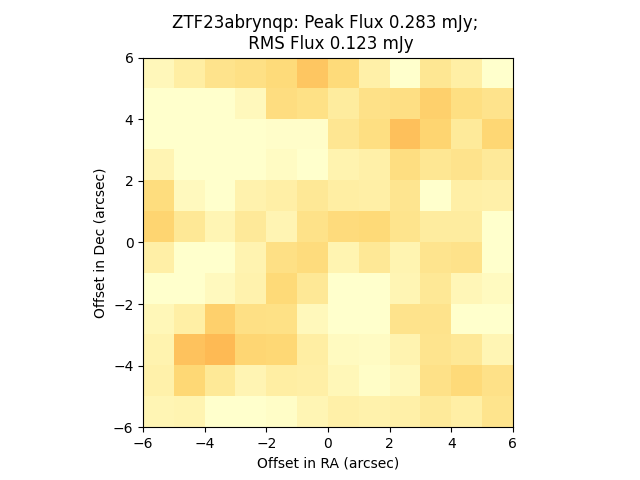 ZTF23abrynqp: Peak Flux 0.283 mJy;
RMS Flux 0.123 mJy
6
4
2
0
−2
−4
−6
Offset in Dec (arcsec)
−6 −4 −2 0 2 4 6
Offset in RA (arcsec)